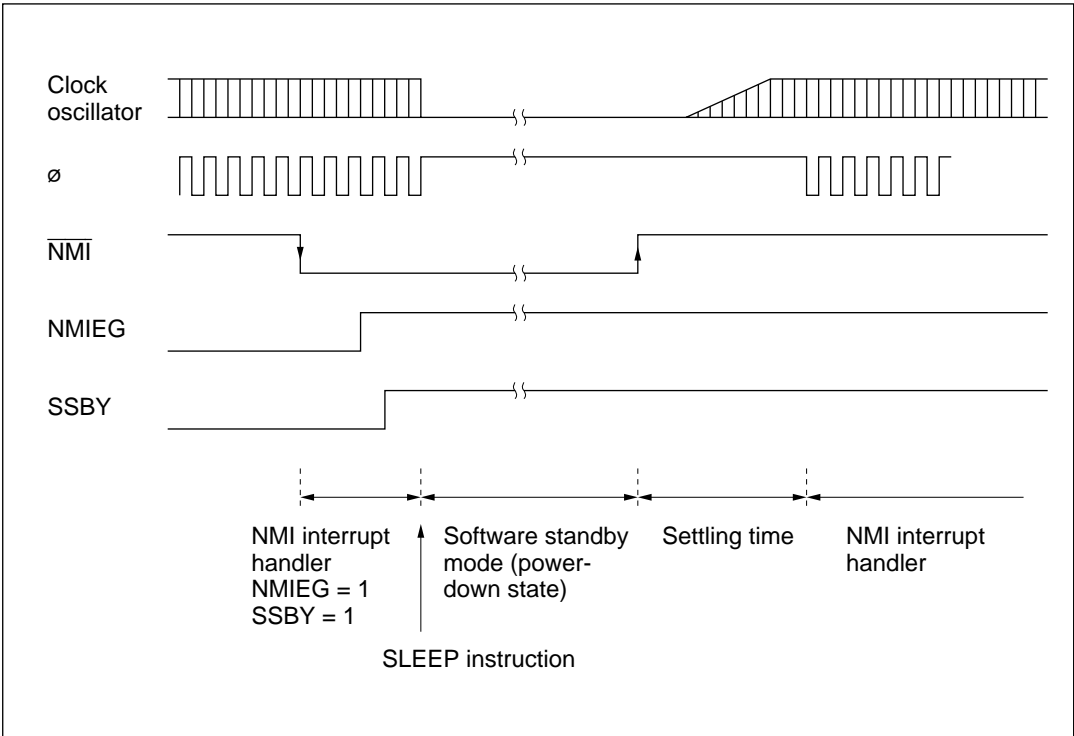 Clock
oscillator
ø
NMI
NMIEG
SSBY
NMI interrupt
handler
NMIEG = 1
SSBY = 1
Software standby
mode (power-
down state)
Settling time
NMI interrupt
handler
SLEEP instruction